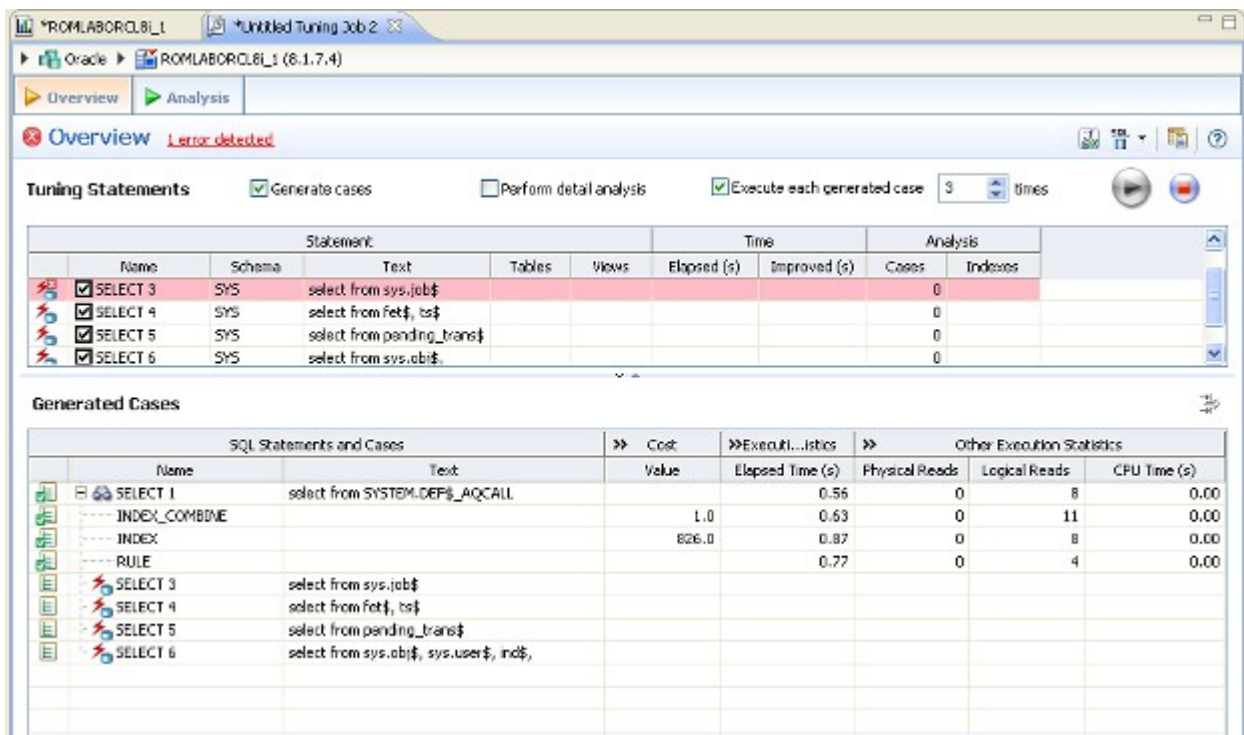 *ROMLABORCL8i_1 *Untitled Tuning Job 2
Oracle ROMLABORCL8i_1 (8.1.7.4)
Overview Analysis
Overview 1 error detected
SQL
Tuning Statements Generate cases Perform detail analysis Execute each generated case 3 times
Statement Time Analysis
Name Schema Text Tables Views Elapsed (s) Improved (s) Cases Indexes
SELECT 3 SYS select from sys.job$ 0
SELECT 4 SYS select from fet$, ts$ 0
SELECT 5 SYS select from pending_trans$ 0
SELECT 6 SYS select from sys.obj$, 0
Generated Cases
SQL Statements and Cases Cost Executi...istics Other Execution Statistics
Name Text Value Elapsed Time (s) Physical Reads Logical Reads CPU Time (s)
SELECT 1 select from SYSTEM.DEF$_AQCALL 0.56 0 8 0.00
INDEX_COMBINE 1.0 0.63 0 11 0.00
INDEX 826.0 0.87 0 8 0.00
RULE 0.77 0 4 0.00
SELECT 3 select from sys.job$
SELECT 4 select from fet$, ts$
SELECT 5 select from pending_trans$
SELECT 6 select from sys.obj$, sys.user$, ind$,